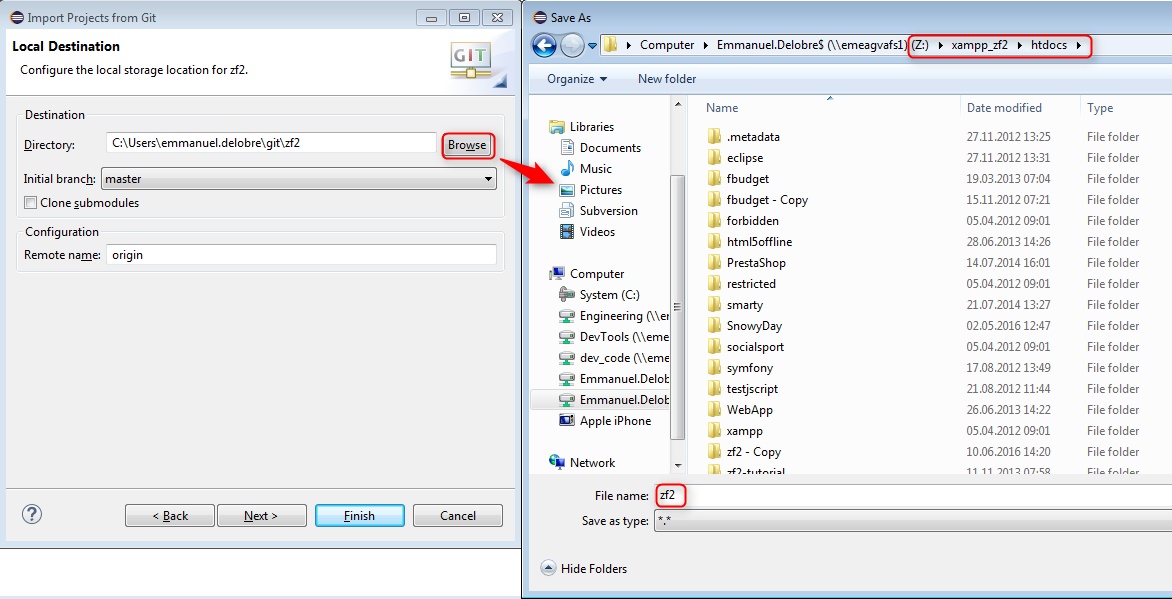 Import Projects from Git
Local Destination
Configure the local storage location for zf2.
GIT
Destination
Directory: C:\Users\emmanuel.delobre\git\zf2 Browse
Initial branch: master
Clone submodules
Configuration
Remote name: origin
? < Back Next > Finish Cancel
Save As
Computer Emmanuel.Delobre$ (\\emeagvafs1) (Z:) xampp_zf2 htdocs
Organize New folder
Libraries
Documents
Music
Pictures
Subversion
Videos
Computer
System (C:)
Engineering (\\er
DevTools (\\eme
dev_code (\\eme
Emmanuel.Delob
Emmanuel.Delob
Apple iPhone
Network
Name Date modified Type
.metadata 27.11.2012 13:25 File folder
eclipse 27.11.2012 13:31 File folder
fbudget 19.03.2013 07:04 File folder
fbudget - Copy 15.11.2012 07:21 File folder
forbidden 05.04.2012 09:01 File folder
html5offline 28.06.2013 14:26 File folder
PrestaShop 14.07.2014 16:01 File folder
restricted 05.04.2012 09:01 File folder
smarty 21.07.2014 13:27 File folder
SnowyDay 02.05.2016 12:47 File folder
socialsport 05.04.2012 09:01 File folder
symfony 17.08.2012 13:49 File folder
testjscript 21.08.2012 11:44 File folder
WebApp 26.06.2013 14:22 File folder
xampp 05.04.2012 09:01 File folder
zf2 - Copy 10.06.2016 14:20 File folder
zf2-tutorial 11.11.2013 07:58 File folder
File name: zf2
Save as type: *.*
Hide Folders